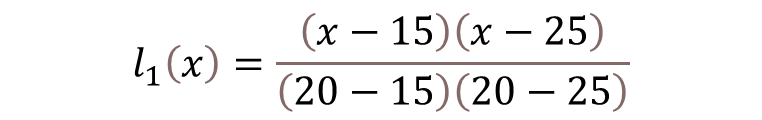 l₁(x) = (x − 15)(x − 25) / (20 − 15)(20 − 25)